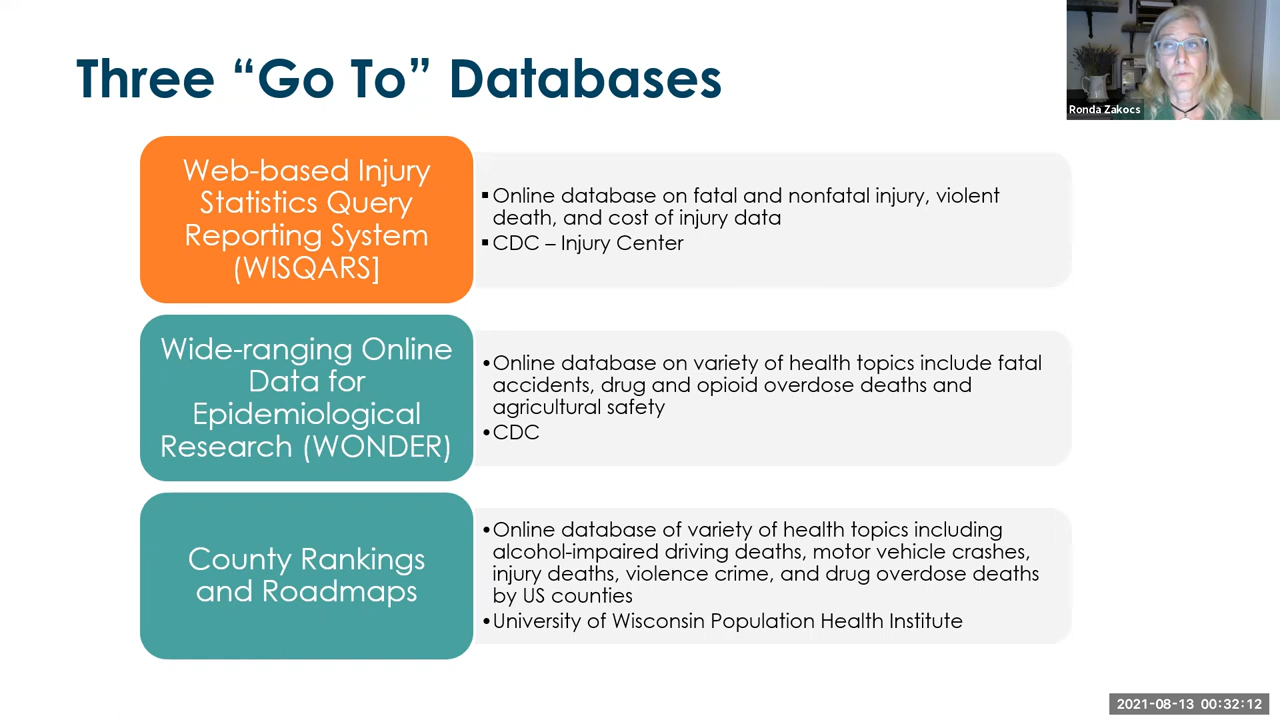 Three “Go To” Databases
Ronda Zakocs
Web-based Injury
Statistics Query
Reporting System
(WISQARS]
▪Online database on fatal and nonfatal injury, violent
death, and cost of injury data
▪CDC – Injury Center
Wide-ranging Online
Data for
Epidemiological
Research (WONDER)
•Online database on variety of health topics include fatal
accidents, drug and opioid overdose deaths and
agricultural safety
•CDC
County Rankings
and Roadmaps
•Online database of variety of health topics including
alcohol-impaired driving deaths, motor vehicle crashes,
injury deaths, violence crime, and drug overdose deaths
by US counties
•University of Wisconsin Population Health Institute
2021-08-13 00:32:12